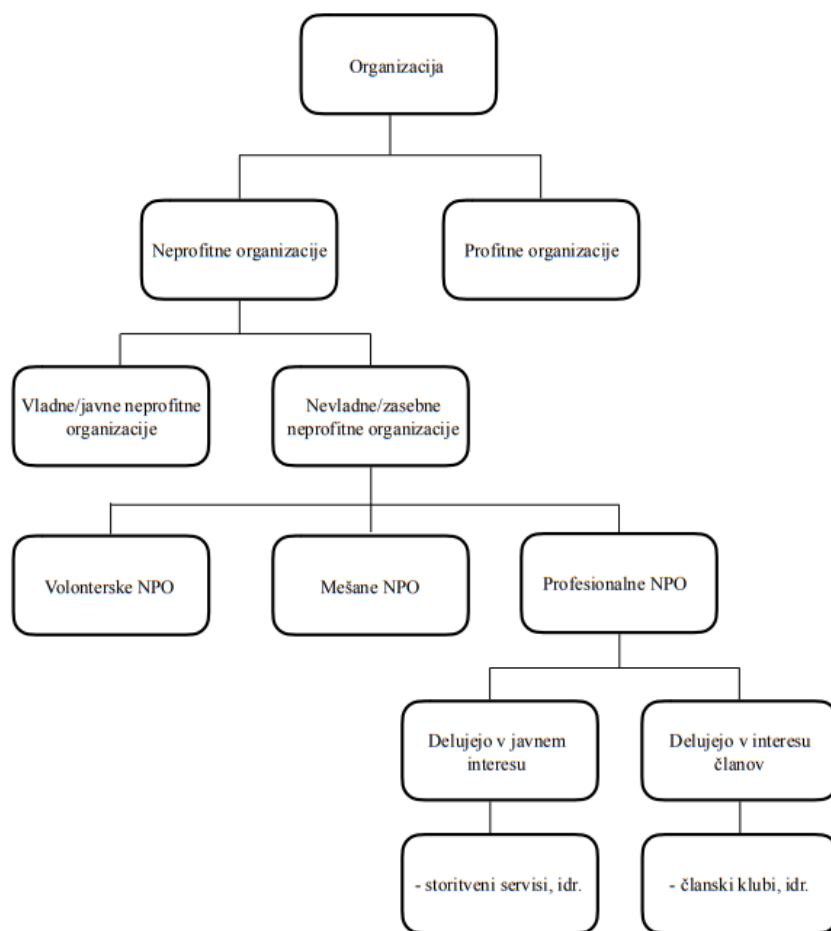 Organizacija
Neprofitne organizacije
Profitne organizacije
Vladne/javne neprofitne
organizacije
Nevladne/zasebne
neprofitne organizacije
Volonterske NPO
Mešane NPO
Profesionalne NPO
Delujejo v javnem
interesu
Delujejo v interesu
članov
- storitveni servisi, idr.
- članski klubi, idr.